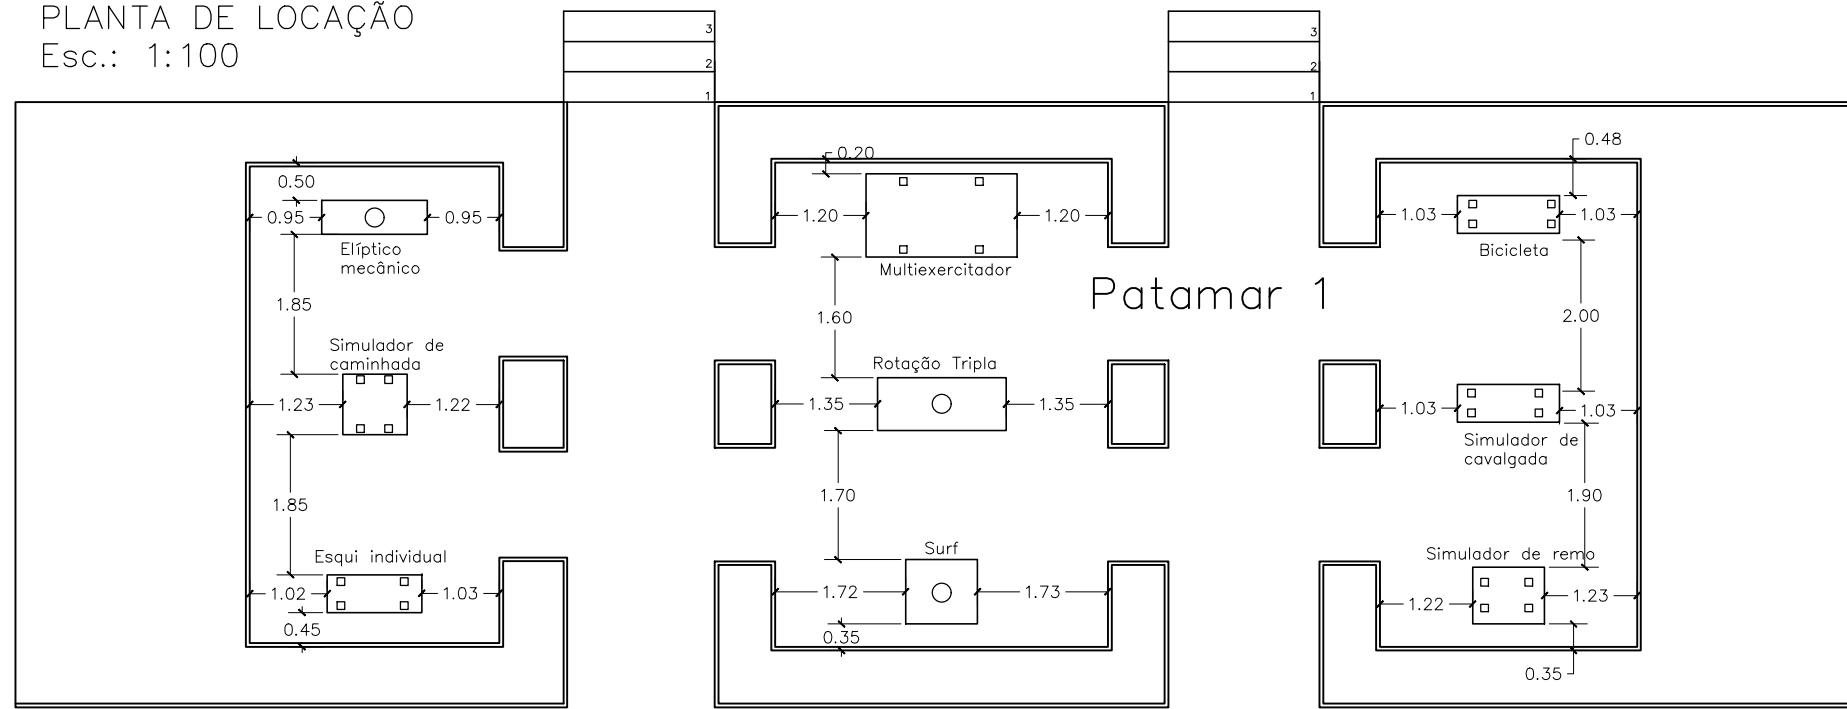 PLANTA DE LOCAÇÃO
Esc.: 1:100
3
2
1
3
2
1
0.50
0.95
0.95
Elíptico
mecânico
1.85
Simulador de
caminhada
1.23
1.22
1.85
Esqui individual
1.02
1.03
0.45
0.20
1.20
1.20
Multiexercitador
Patamar 1
1.60
Rotação Tripla
1.35
1.35
1.70
Surf
1.72
1.73
0.35
0.48
1.03
1.03
Bicicleta
2.00
1.03
1.03
Simulador de
cavalgada
1.90
Simulador de remo
1.22
1.23
0.35